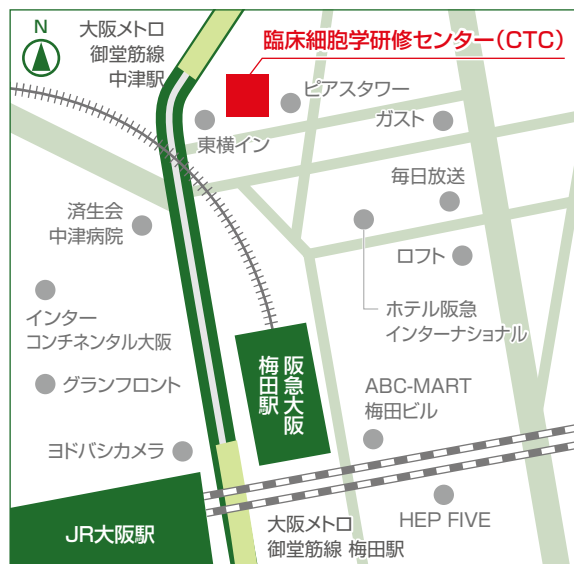 N
大阪メトロ
御堂筋線
中津駅
臨床細胞学研修センター(CTC)
ピアスタワー
東横イン
ガスト
毎日放送
済生会
中津病院
ロフト
ホテル阪急
インターナショナル
インター
コンチネンタル大阪
阪急大阪
梅田駅
グランフロント
ABC-MART
梅田ビル
ヨドバシカメラ
JR大阪駅
大阪メトロ
御堂筋線 梅田駅
HEP FIVE